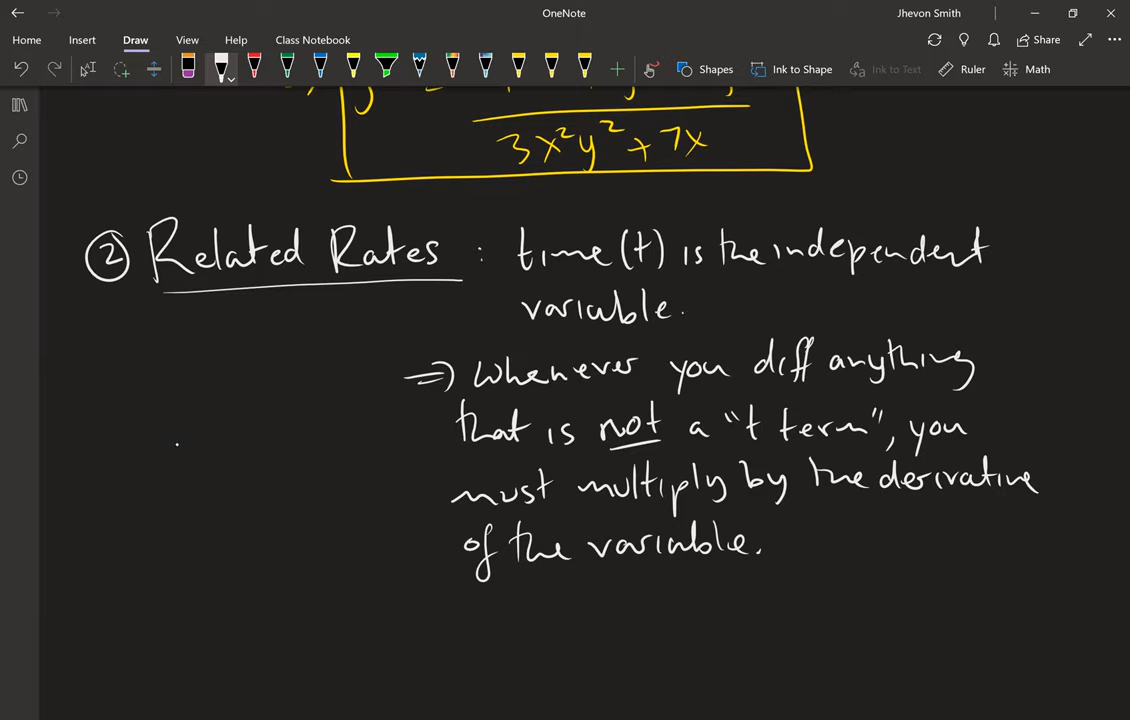 OneNote
Jhevon Smith
Home Insert Draw View Help Class Notebook
Share
Shapes Ink to Shape Ink to Text Ruler Math
3x²y² + 7x
② Related Rates : time (t) is the independent
variable.
⇒ Whenever you diff anything
that is not a "t term", you
must multiply by the derivative
of the variable.